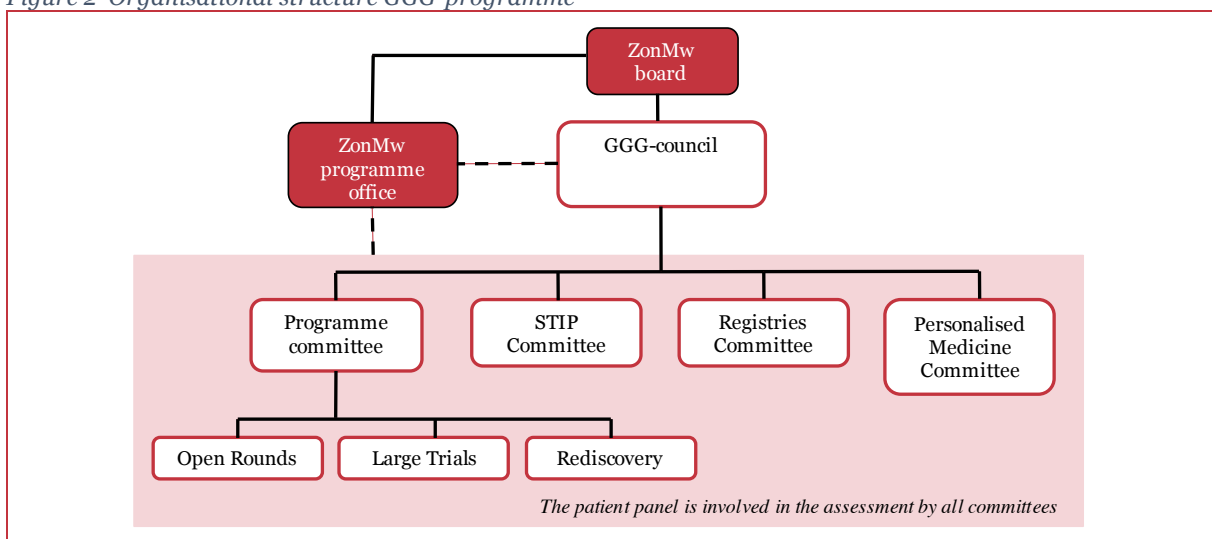 Figure 2 Organisational structure GGG-programme
ZonMw
board
ZonMw
programme
office
GGG-council
Programme
committee
STIP
Committee
Registries
Committee
Personalised
Medicine
Committee
Open Rounds
Large Trials
Rediscovery
The patient panel is involved in the assessment by all committees